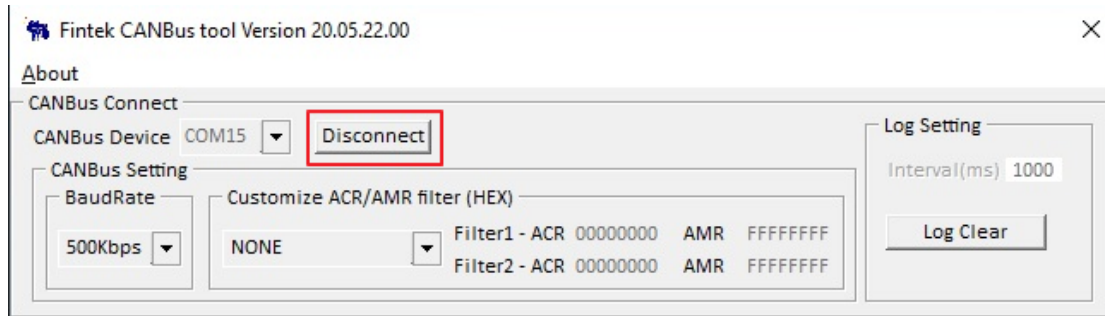 Fintek CANBus tool Version 20.05.22.00
About
CANBus Connect
CANBus Device COM15 Disconnect
CANBus Setting
BaudRate
500Kbps
Customize ACR/AMR filter (HEX)
NONE
Filter1 - ACR 00000000 AMR FFFFFFFF
Filter2 - ACR 00000000 AMR FFFFFFFF
Log Setting
Interval(ms) 1000
Log Clear